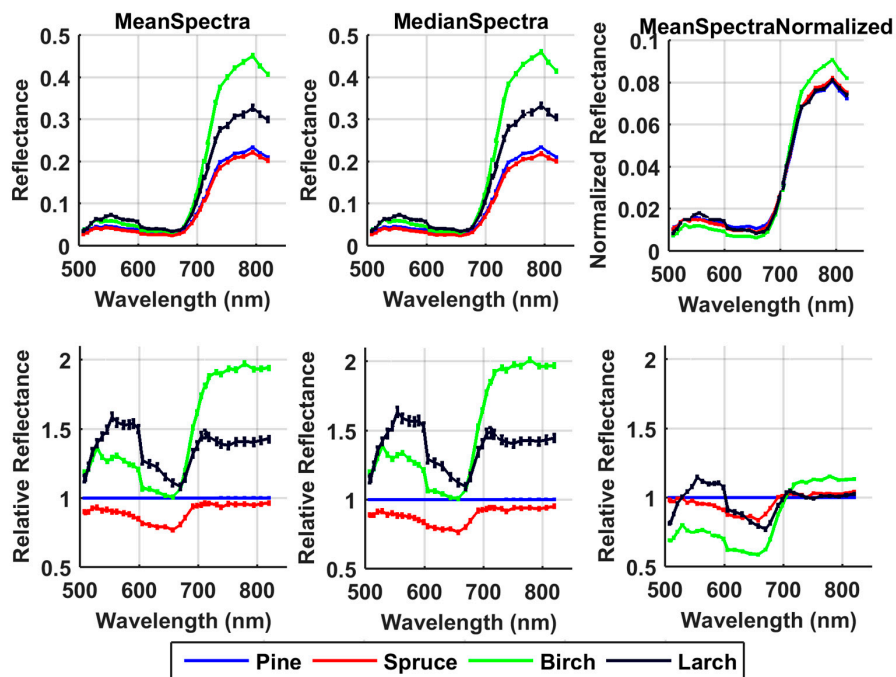 MeanSpectra
MedianSpectra
MeanSpectraNormalized
Reflectance
0.5
0.4
0.3
0.2
0.1
0
500 600 700 800
Wavelength (nm)
0.5
0.4
0.3
0.2
0.1
0
500 600 700 800
Wavelength (nm)
Normalized Reflectance
0.1
0.08
0.06
0.04
0.02
0
500 600 700 800
Wavelength (nm)
Relative Reflectance
2
1.5
1
0.5
500 600 700 800
Wavelength (nm)
Relative Reflectance
2
1.5
1
0.5
500 600 700 800
Wavelength (nm)
Relative Reflectance
2
1.5
1
0.5
500 600 700 800
Wavelength (nm)
Pine Spruce Birch Larch